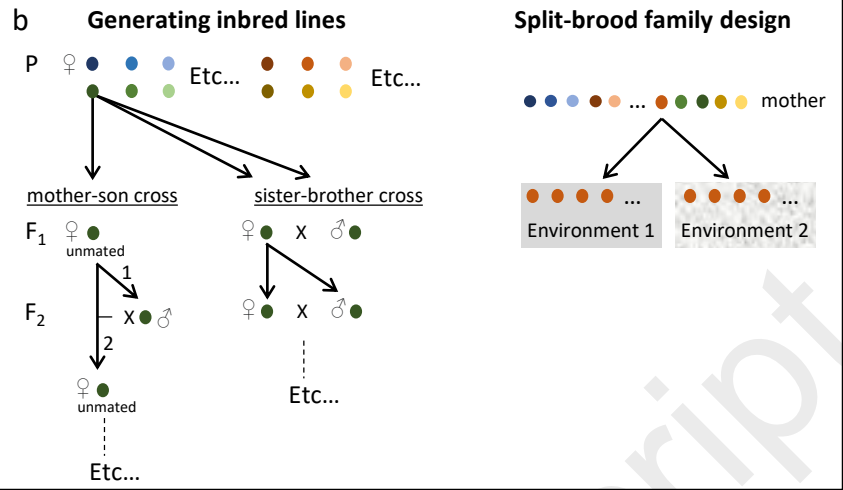 b
Generating inbred lines
P ♀ Etc... Etc...
mother-son cross
sister-brother cross
F1 ♀
unmated
♀ X ♂
1
F2 X ♂
♀ X ♂
2
♀
unmated
Etc...
Etc...
Split-brood family design
... mother
...
Environment 1
...
Environment 2
ript